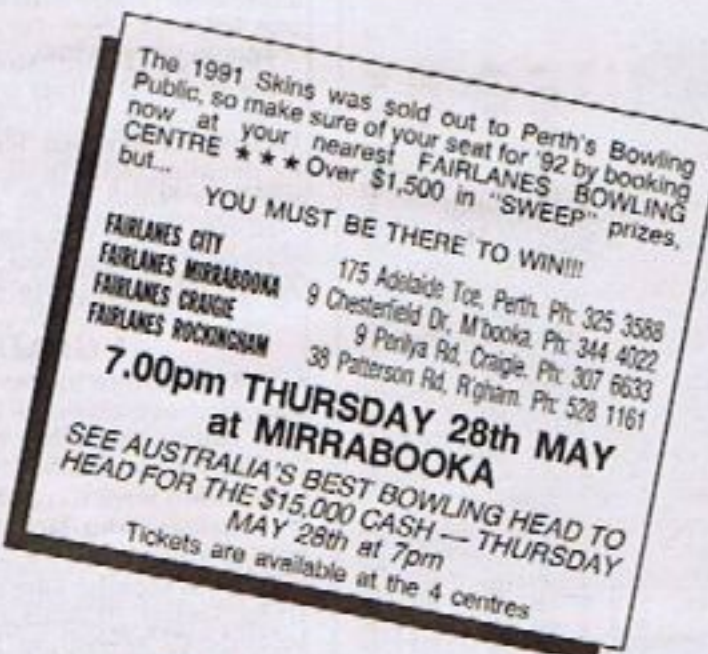 The 1991 Skins was sold out to Perth's Bowling
Public, so make sure of your seat for '92 by booking
now at your nearest FAIRLANES BOWLING
CENTRE ★★★ Over $1,500 in "SWEEP" prizes,
but...
YOU MUST BE THERE TO WIN!!!
FAIRLANES CITY 175 Adelaide Tce, Perth. Ph: 325 3588
FAIRLANES MIRRABOOKA 9 Chesterfield Dr, M'booka. Ph: 344 4022
FAIRLANES CRAIGIE 9 Perilya Rd, Craigie. Ph: 307 6633
FAIRLANES ROCKINGHAM 38 Patterson Rd, R'gham. Ph: 528 1161
7.00pm THURSDAY 28th MAY
at MIRRABOOKA
SEE AUSTRALIA'S BEST BOWLING HEAD TO
HEAD FOR THE $15,000 CASH — THURSDAY
MAY 28th at 7pm
Tickets are available at the 4 centres